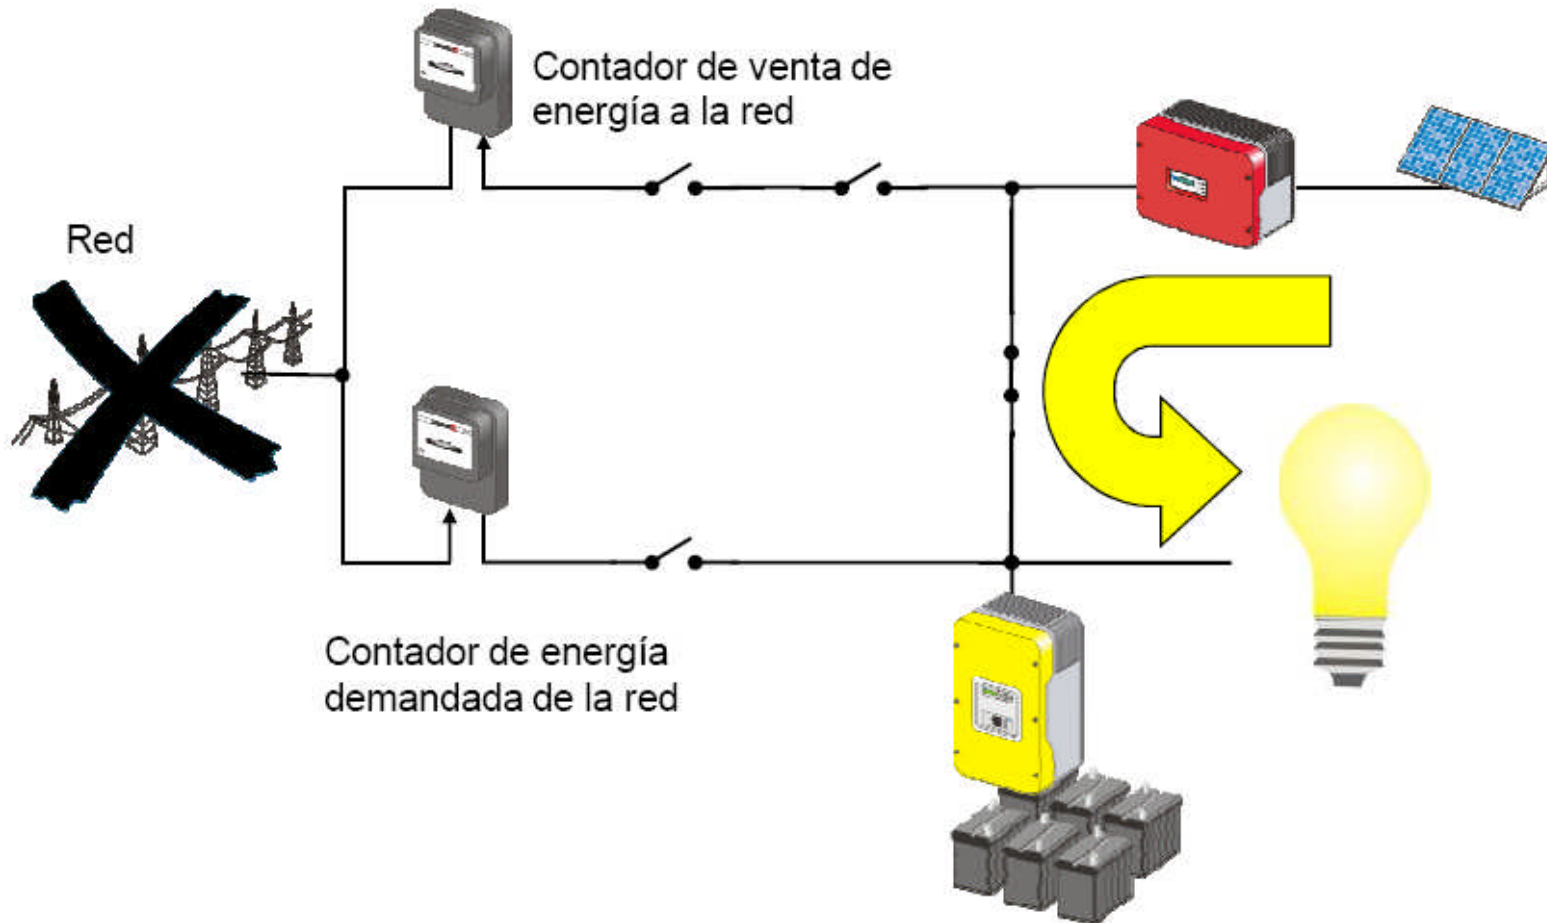 Contador de venta de
energía a la red
Red
Contador de energía
demandada de la red